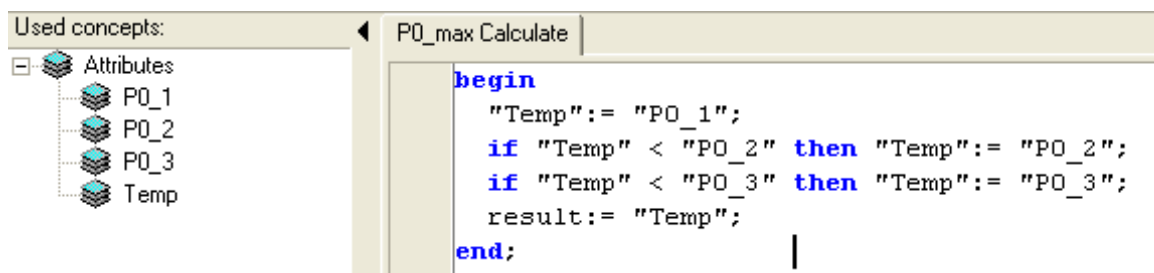 Used concepts:
Attributes
P0_1
P0_2
P0_3
Temp
P0_max Calculate
begin
"Temp":= "P0_1";
if "Temp" < "P0_2" then "Temp":= "P0_2";
if "Temp" < "P0_3" then "Temp":= "P0_3";
result:= "Temp";
end;